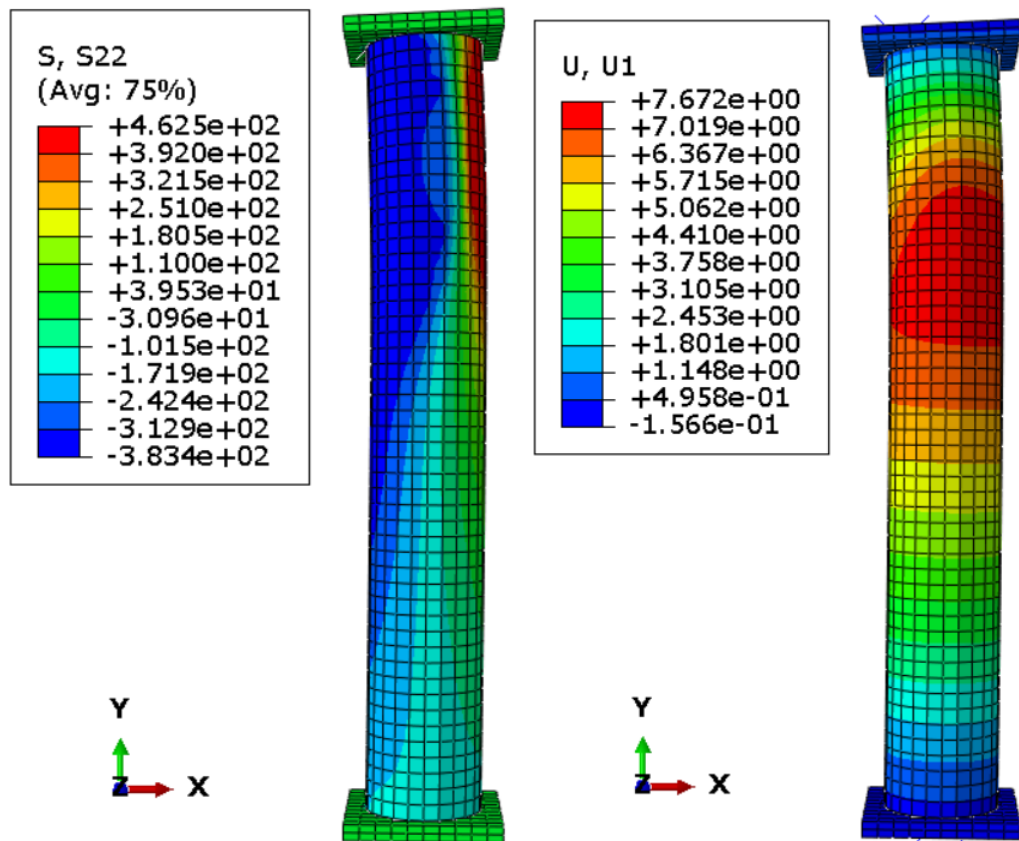 S, S22
(Avg: 75%)
+4.625e+02
+3.920e+02
+3.215e+02
+2.510e+02
+1.805e+02
+1.100e+02
+3.953e+01
-3.096e+01
-1.015e+02
-1.719e+02
-2.424e+02
-3.129e+02
-3.834e+02
Y
Z
X
U, U1
+7.672e+00
+7.019e+00
+6.367e+00
+5.715e+00
+5.062e+00
+4.410e+00
+3.758e+00
+3.105e+00
+2.453e+00
+1.801e+00
+1.148e+00
+4.958e-01
-1.566e-01
Y
Z
X